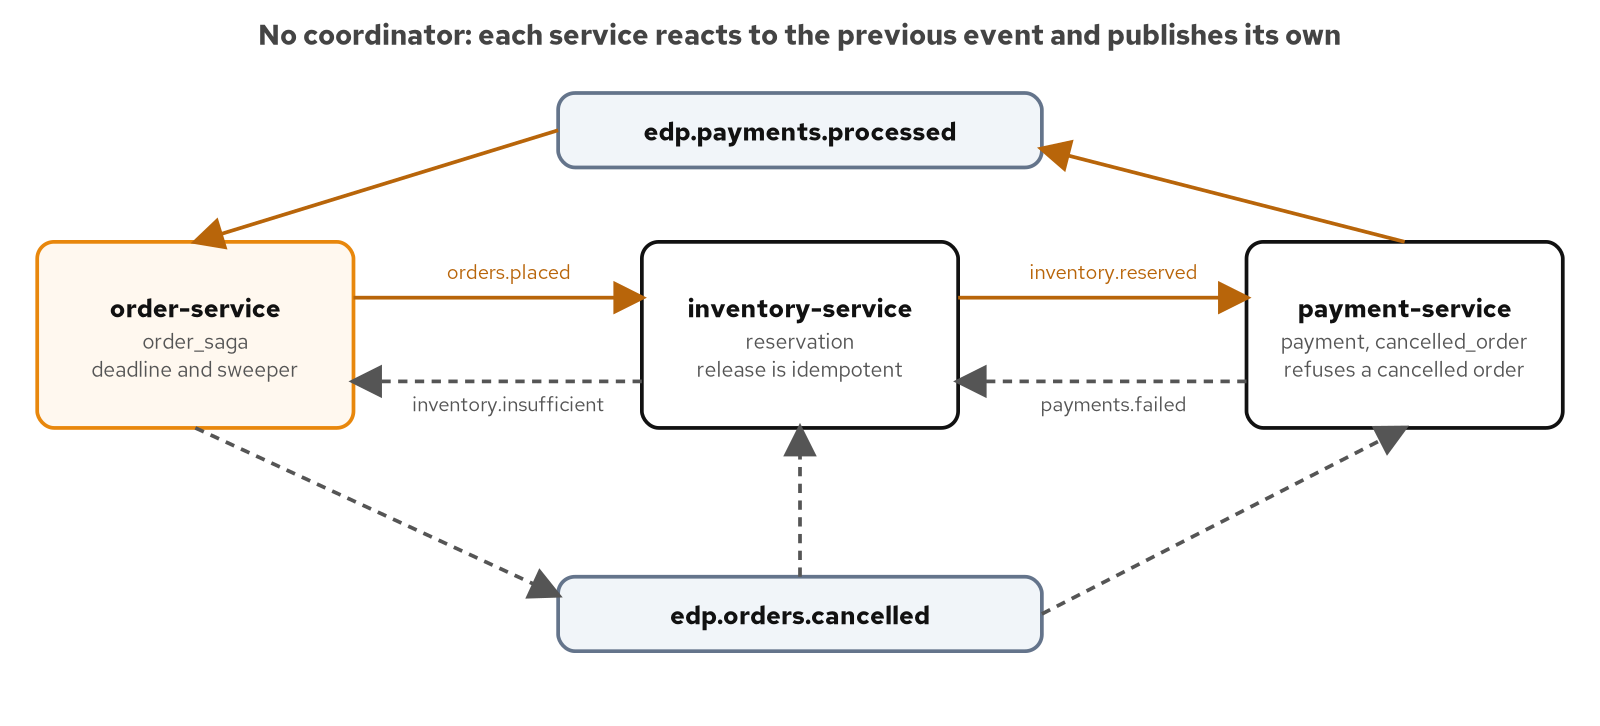 No coordinator: each service reacts to the previous event and publishes its own
edp.payments.processed
orders.placed
inventory.reserved
order-service
order_saga
deadline and sweeper
inventory-service
reservation
release is idempotent
payment-service
payment, cancelled_order
refuses a cancelled order
inventory.insufficient
payments.failed
edp.orders.cancelled